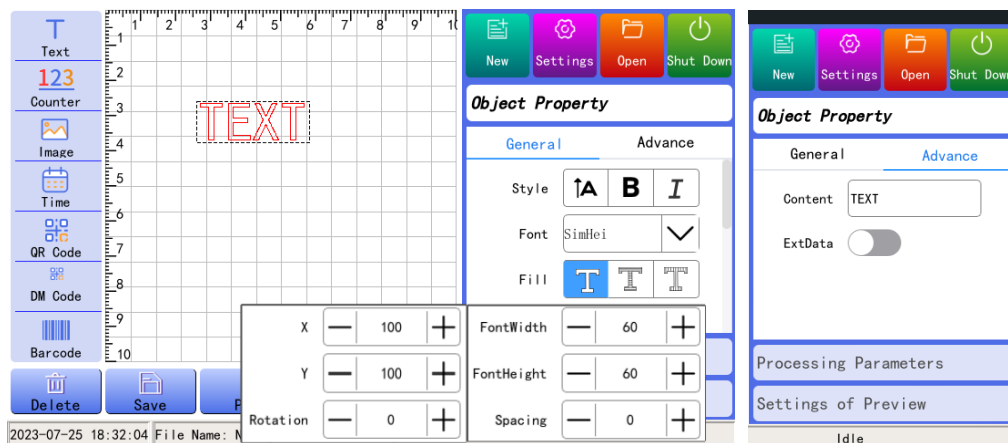 Text
123
Counter
Image
Time
QR Code
DM Code
Barcode
1 2 3 4 5 6 7 8 9
1
2
3
4
5
6
7
8
9
10
TEXT
New Settings Open Shut Down
Object Property
General Advance
Style A B I
Font SimHei
Fill T T T
X 100
Y 100
Rotation 0
FontWidth 60
FontHeight 60
Spacing 0
Delete Save
2023-07-25 18:32:04 File Name:
New Settings Open Shut Down
Object Property
General Advance
Content TEXT
ExtData
Processing Parameters
Settings of Preview
Idle